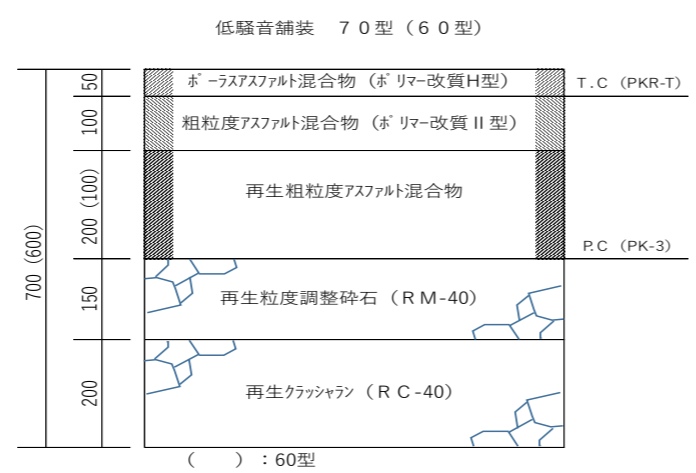 低騒音舗装　７０型（６０型）
50
ﾎﾟｰﾗｽｱｽﾌｧﾙﾄ混合物（ﾎﾟﾘﾏｰ改質H型）
T.C（PKR-T）
100
粗粒度ｱｽﾌｧﾙﾄ混合物（ﾎﾟﾘﾏｰ改質Ⅱ型）
200（100）
再生粗粒度ｱｽﾌｧﾙﾄ混合物
P.C（PK-3）
700（600）
150
再生粒度調整砕石（ＲＭ-40）
200
再生ｸﾗｯｼｬﾗﾝ（ＲＣ-40）
（　　）：60型